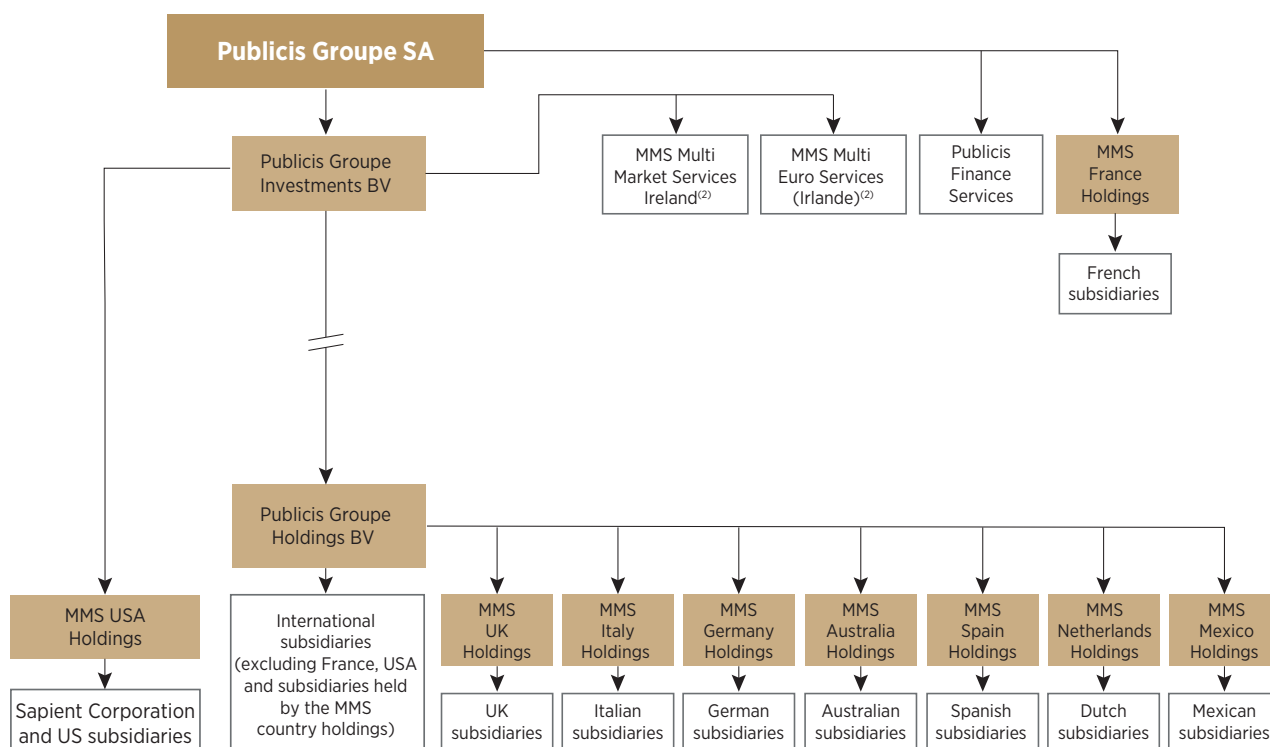 Publicis Groupe SA
Publicis Groupe
Investments BV
MMS Multi
Market Services
Ireland(2)
MMS Multi
Euro Services
(Irlande)(2)
Publicis
Finance
Services
MMS
France
Holdings
French
subsidiaries
Publicis Groupe
Holdings BV
MMS USA
Holdings
Sapient Corporation
and US subsidiaries
International
subsidiaries
(excluding France, USA
and subsidiaries held
by the MMS
country holdings)
MMS
UK
Holdings
UK
subsidiaries
MMS
Italy
Holdings
Italian
subsidiaries
MMS
Germany
Holdings
German
subsidiaries
MMS
Australia
Holdings
Australian
subsidiaries
MMS
Spain
Holdings
Spanish
subsidiaries
MMS
Netherlands
Holdings
Dutch
subsidiaries
MMS
Mexico
Holdings
Mexican
subsidiaries